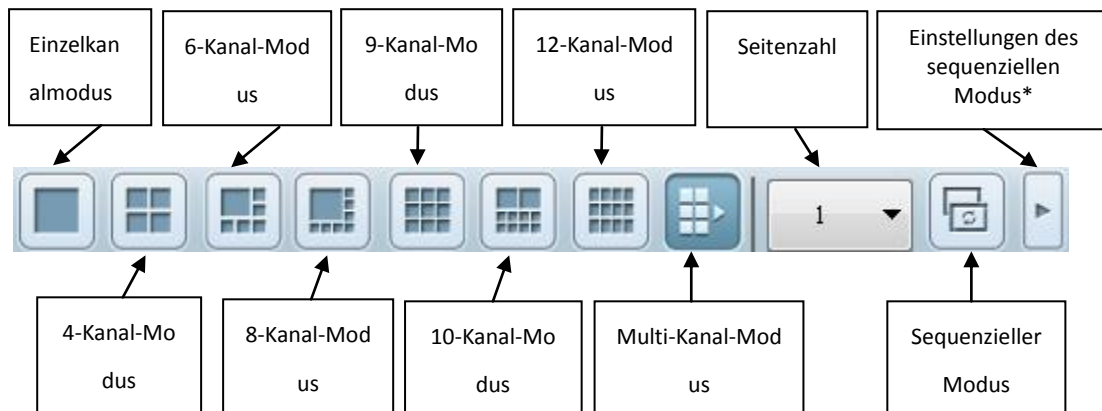 Einzelkan
almodus
6-Kanal-Mod
us
9-Kanal-Mo
dus
12-Kanal-Mod
us
Seitenzahl
Einstellungen des
sequenziellen
Modus*
1
4-Kanal-Mo
dus
8-Kanal-Mod
us
10-Kanal-Mo
dus
Multi-Kanal-Mod
us
Sequenzieller
Modus